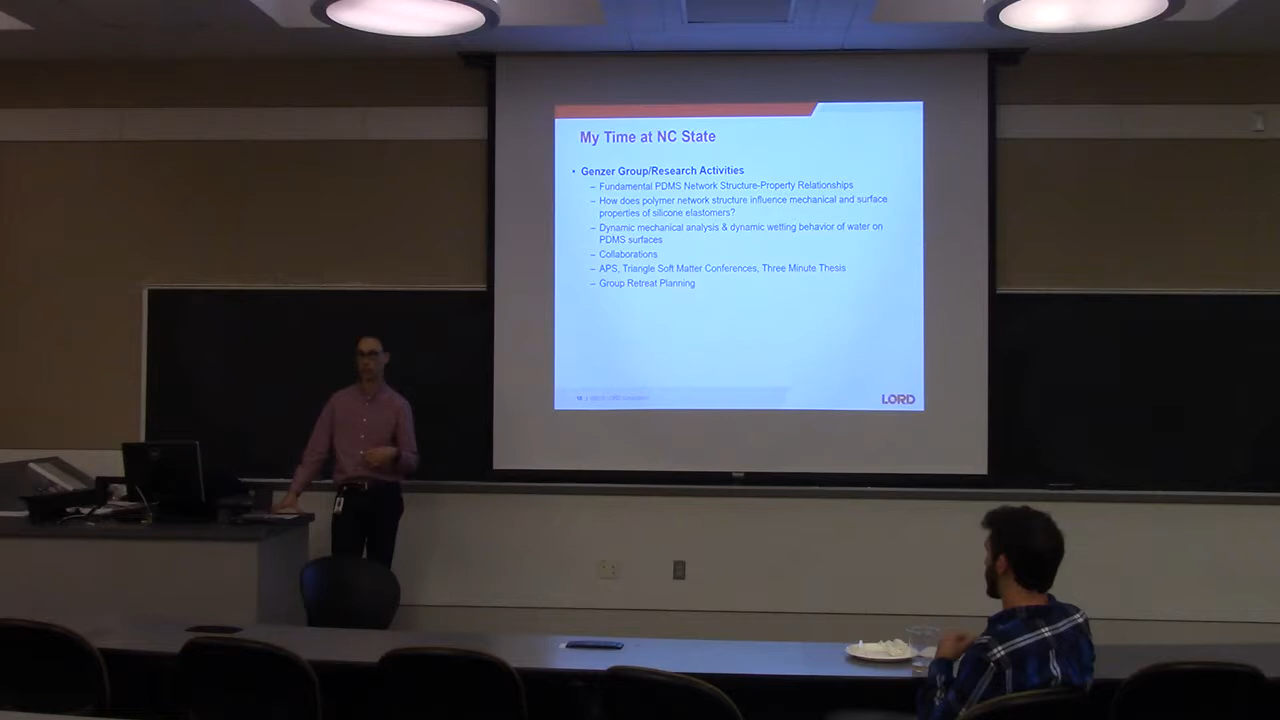 My Time at NC State
• Genzer Group/Research Activities
– Fundamental PDMS Network Structure-Property Relationships
– How does polymer network structure influence mechanical and surface
properties of silicone elastomers?
– Dynamic mechanical analysis & dynamic wetting behavior of water on
PDMS surfaces
– Collaborations
– APS, Triangle Soft Matter Conferences, Three Minute Thesis
– Group Retreat Planning
LORD